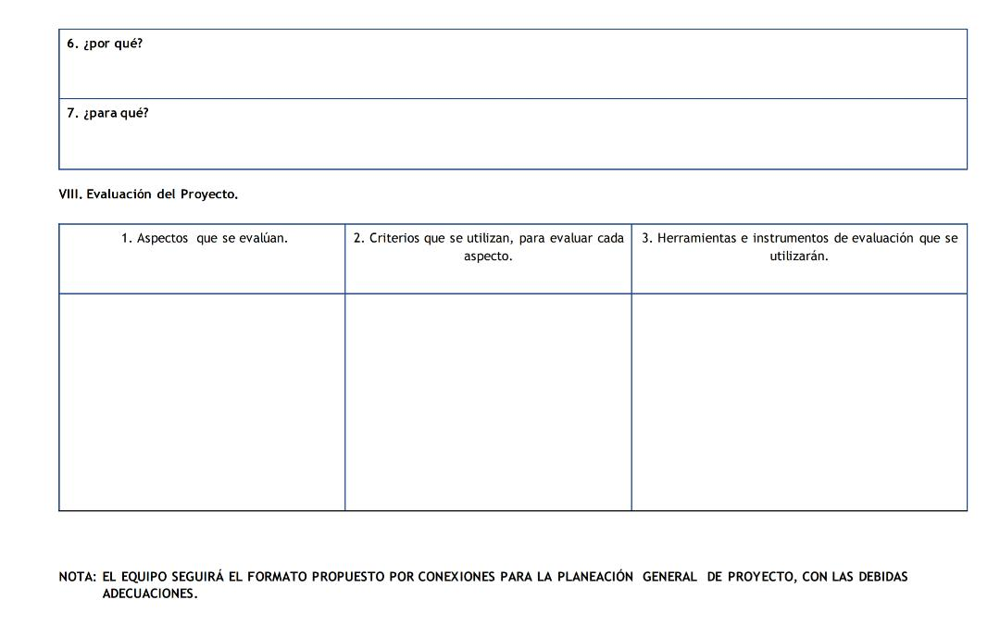 6. ¿por qué?
7. ¿para qué?
VIII. Evaluación del Proyecto.
1. Aspectos que se evalúan.
2. Criterios que se utilizan, para evaluar cada
aspecto.
3. Herramientas e instrumentos de evaluación que se
utilizarán.
NOTA: EL EQUIPO SEGUIRÁ EL FORMATO PROPUESTO POR CONEXIONES PARA LA PLANEACIÓN GENERAL DE PROYECTO, CON LAS DEBIDAS
ADECUACIONES.